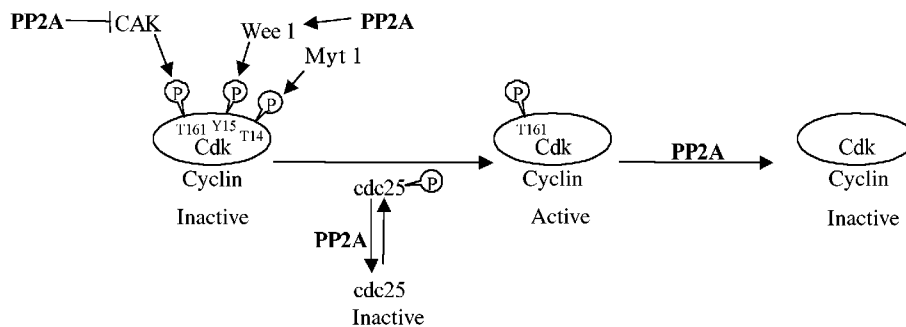 PP2A
CAK
Wee 1
PP2A
Myt 1
P
P
P
T161
Y15
T14
Cdk
Cyclin
Inactive
cdc25
P
PP2A
cdc25
Inactive
P
T161
Cdk
Cyclin
Active
PP2A
Cdk
Cyclin
Inactive